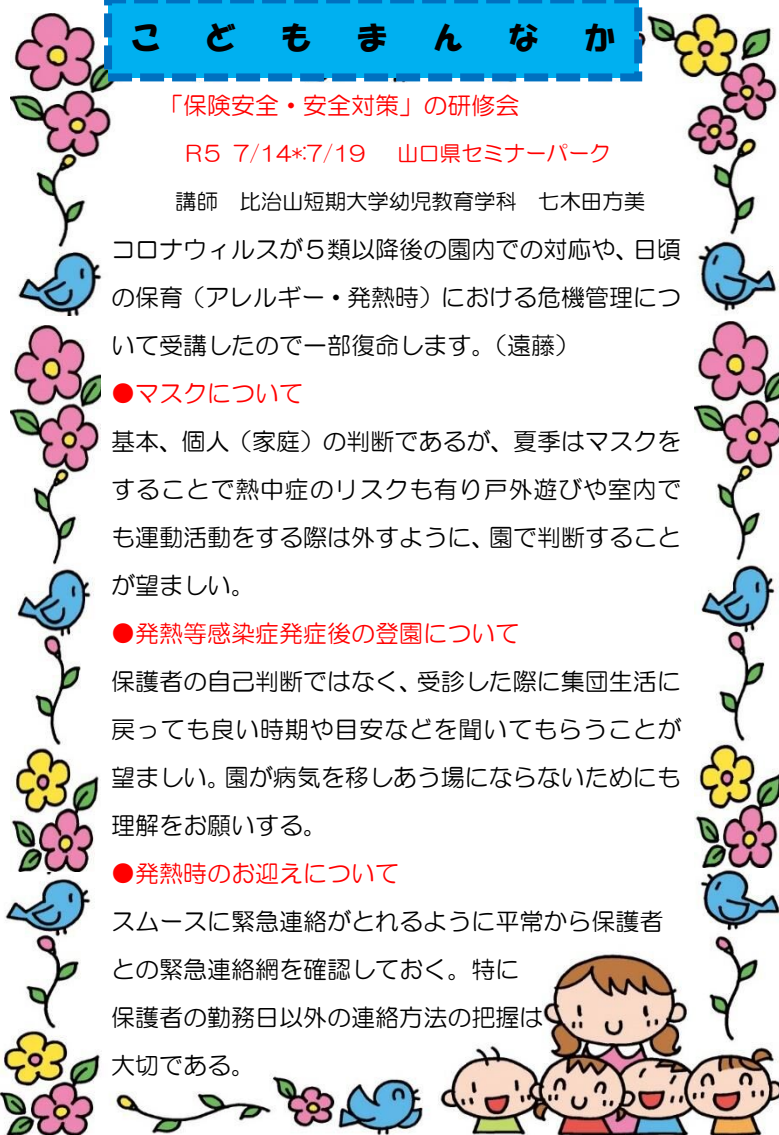 こどもまんなか
「保険安全・安全対策」の研修会
R5 7/14*:7/19 山口県セミナーパーク
講師 比治山短期大学幼児教育学科 七木田方美
コロナウィルスが５類以降後の園内での対応や、日頃
の保育（アレルギー・発熱時）における危機管理につ
いて受講したので一部復命します。（遠藤）
●マスクについて
基本、個人（家庭）の判断であるが、夏季はマスクを
することで熱中症のリスクも有り戸外遊びや室内で
も運動活動をする際は外すように、園で判断すること
が望ましい。
●発熱等感染症発症後の登園について
保護者の自己判断ではなく、受診した際に集団生活に
戻っても良い時期や目安などを聞いてもらうことが
望ましい。園が病気を移しあう場にならないためにも
理解をお願いする。
●発熱時のお迎えについて
スムースに緊急連絡がとれるように平常から保護者
との緊急連絡網を確認しておく。特に
保護者の勤務日以外の連絡方法の把握は
大切である。